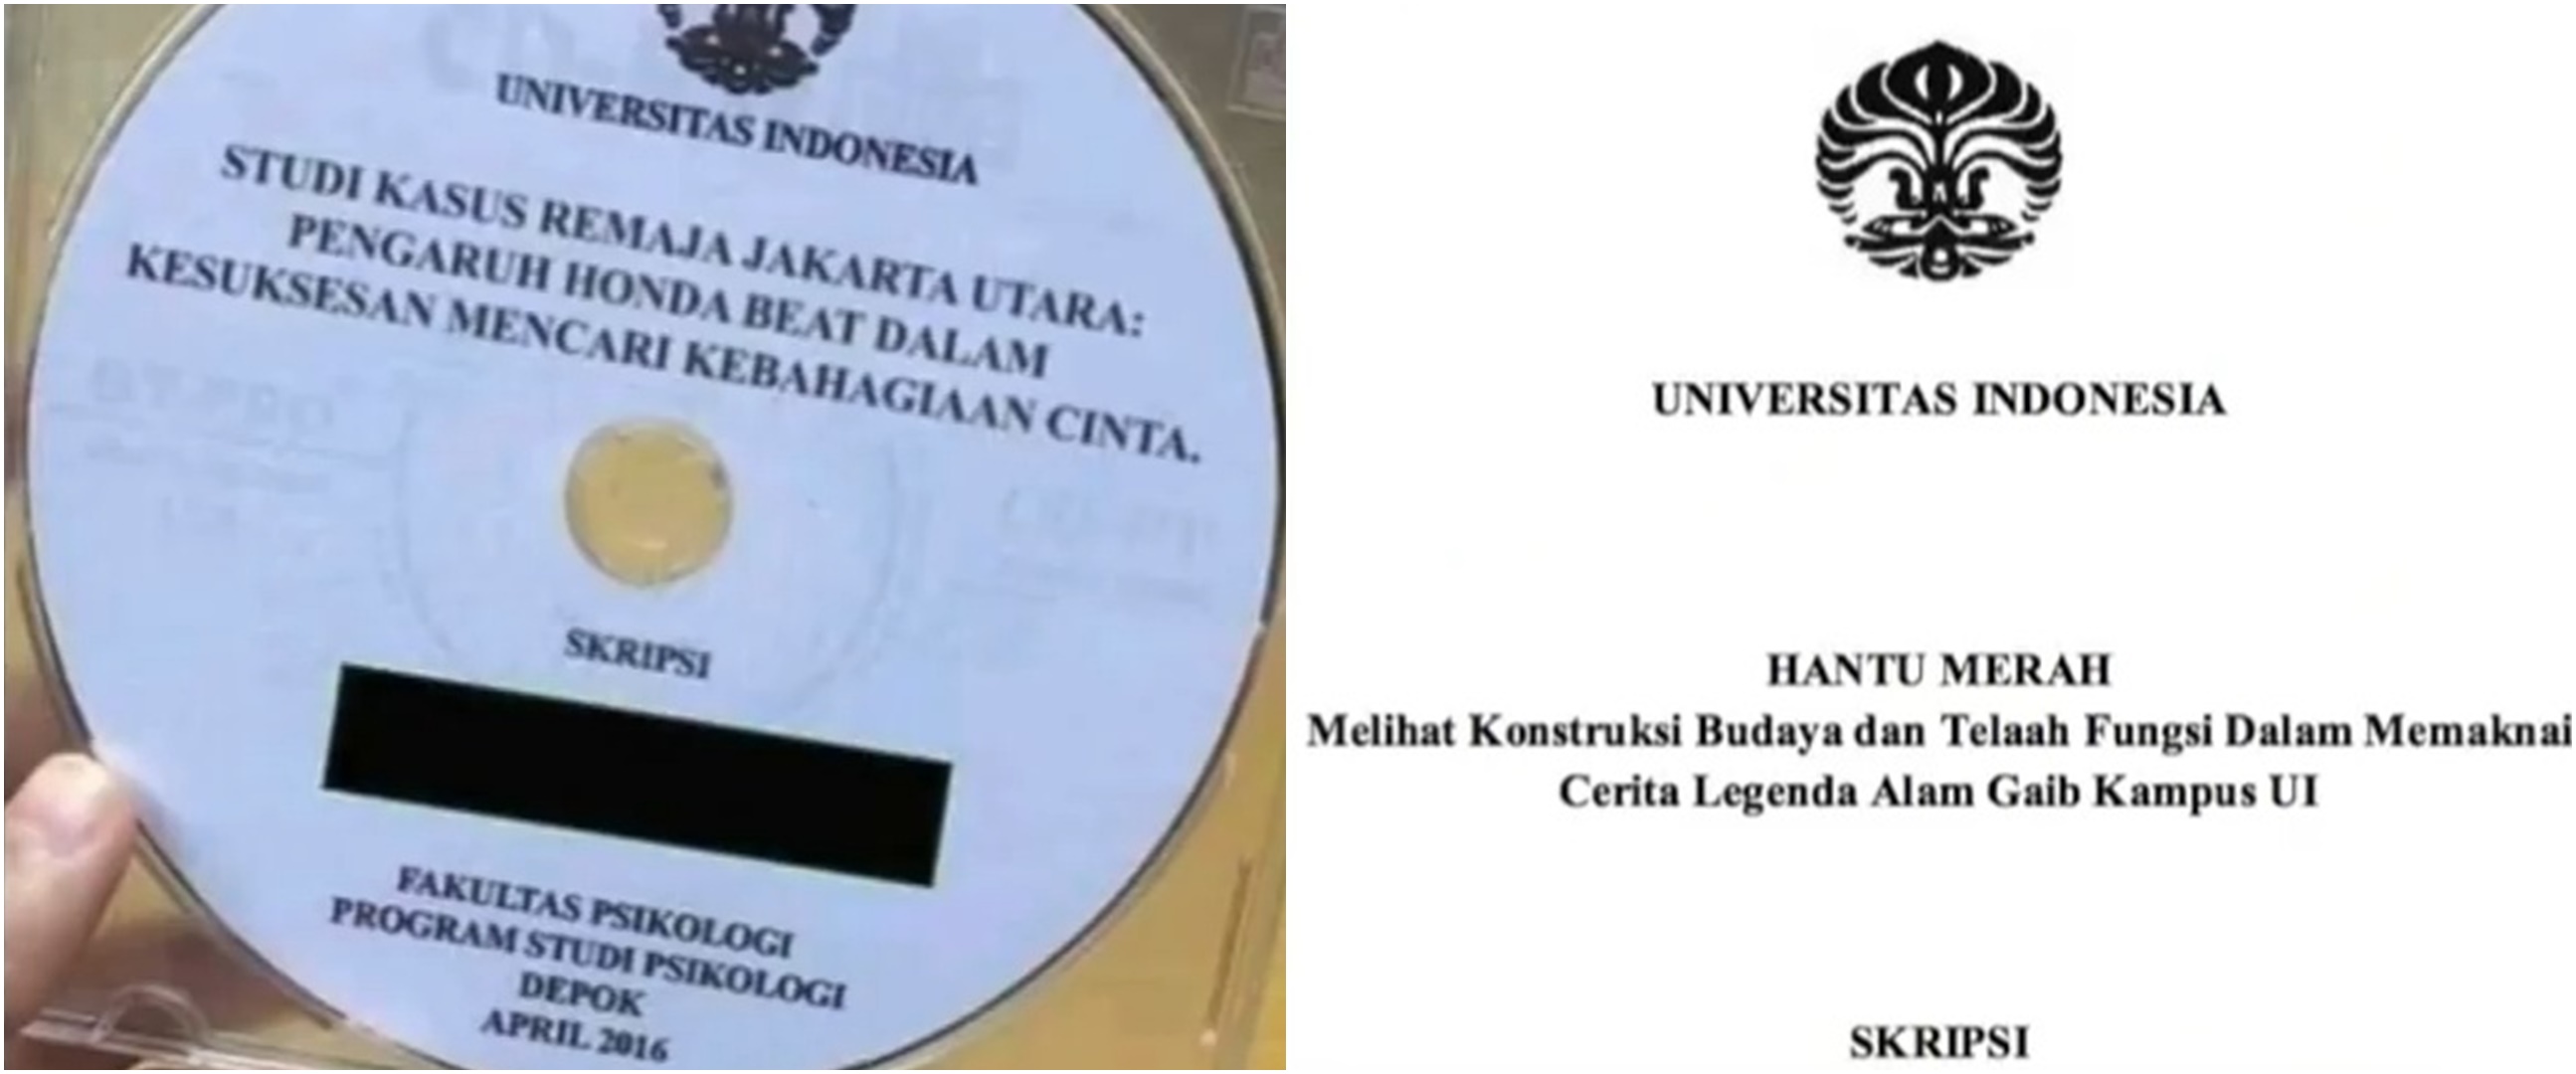 UNIVERSITAS INDONESIA
STUDI KASUS REMAJA JAKARTA UTARA:
PENGARUH HONDA BEAT DALAM
KESUKSESAN MENCARI KEBAHAGIAAN CINTA.
SKRIPSI
FAKULTAS PSIKOLOGI
PROGRAM STUDI PSIKOLOGI
DEPOK
APRIL 2016
UNIVERSITAS INDONESIA
HANTU MERAH
Melihat Konstruksi Budaya dan Telaah Fungsi Dalam Memaknai
Cerita Legenda Alam Gaib Kampus UI
SKRIPSI